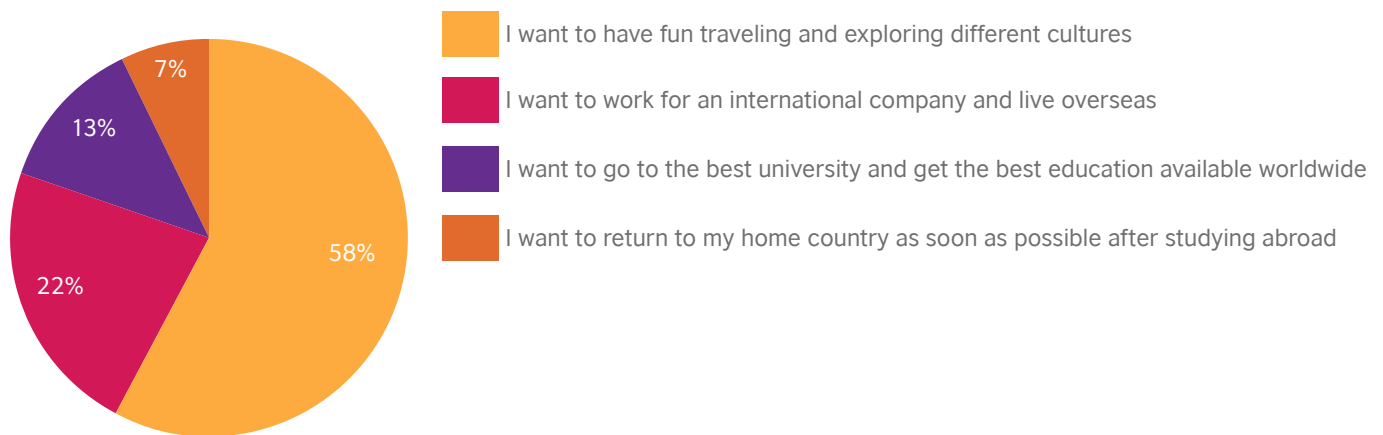 I want to have fun traveling and exploring different cultures
7%
I want to work for an international company and live overseas
13%
I want to go to the best university and get the best education available worldwide
I want to return to my home country as soon as possible after studying abroad
58%
22%